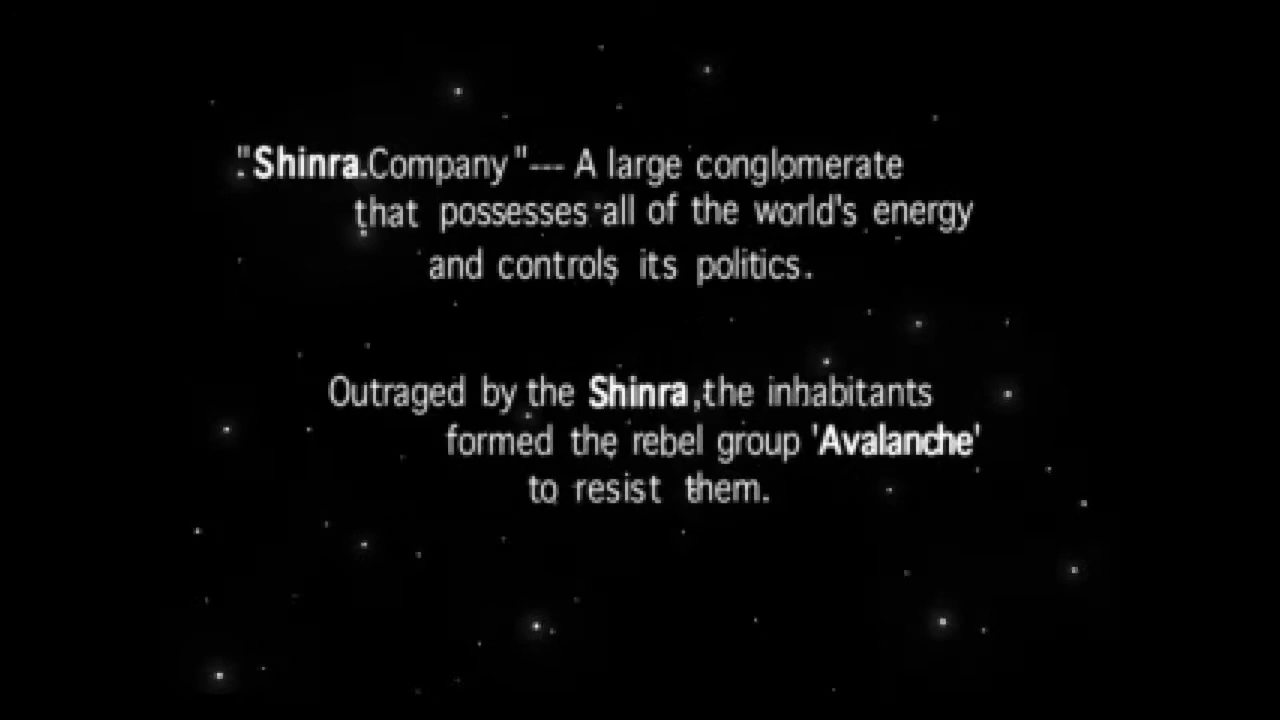 "Shinra Company"--- A large conglomerate
that possesses all of the world's energy
and controls its politics.
Outraged by the Shinra, the inhabitants
formed the rebel group 'Avalanche'
to resist them.